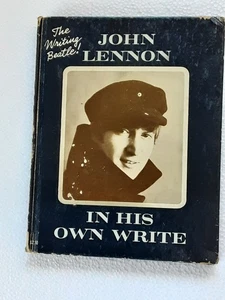 The
Writing
Beatle!
JOHN
LENNON
IN HIS
OWN WRITE